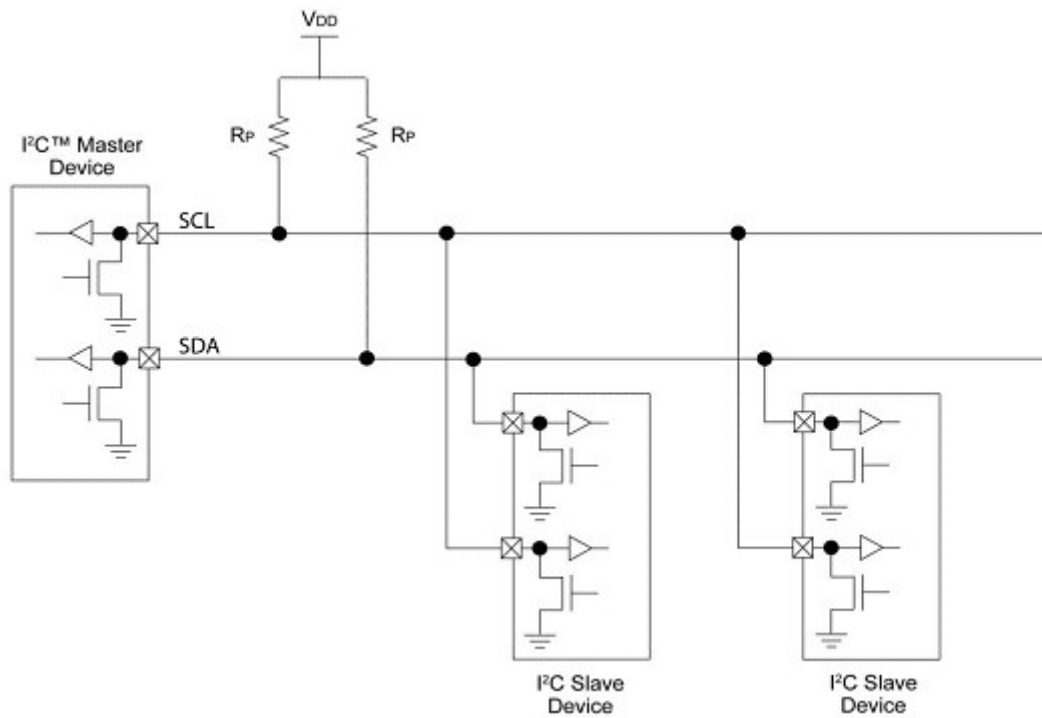 VDD
RP
RP
I²C™ Master
Device
SCL
SDA
I²C Slave
Device
I²C Slave
Device